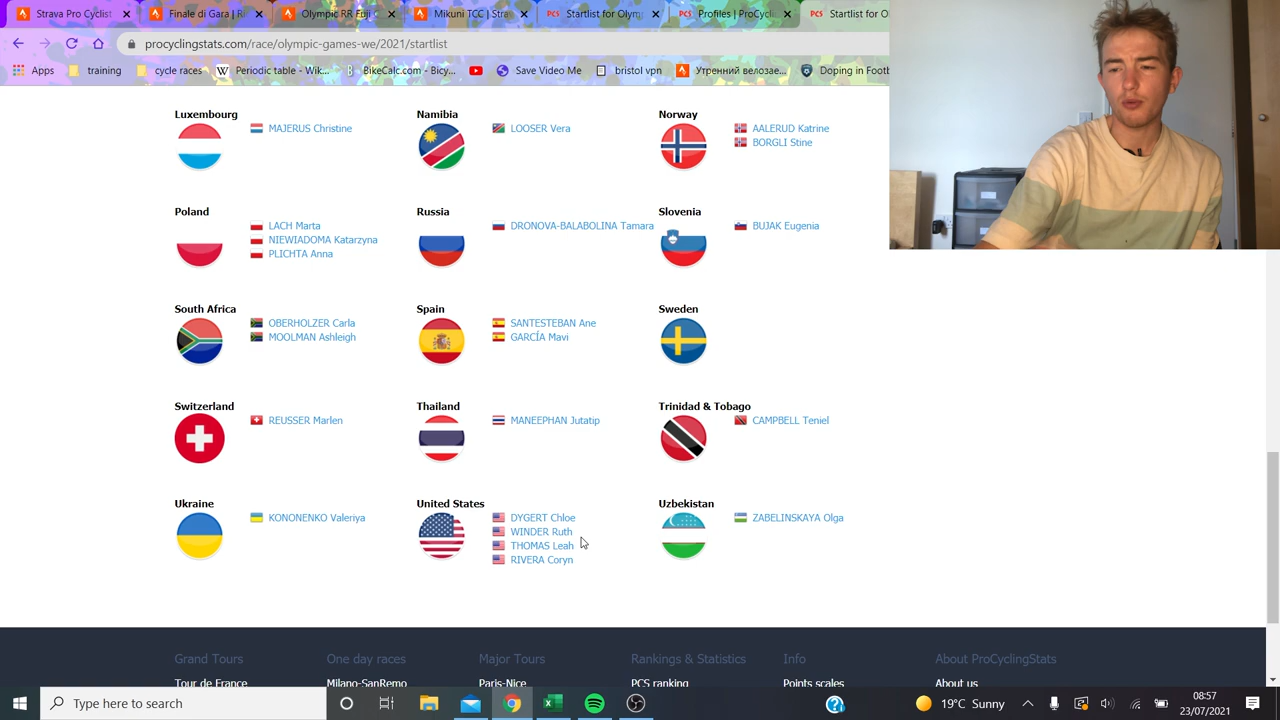 Strava Pro Cyc
Finale di Gara / Ri
Olympic RR Fuji
Mikuni TCC | Stra
PCS Startlist for Olym
PCS Profiles | ProCyclin
PCS Startlist for O
procyclingstats.com/race/olympic-games-we/2021/startlist
Apps training cycle races W Periodic table - Wik... BikeCalc.com - Bicy... Save Video Me bristol vpn Утренний велозае... Doping in Footb
Luxembourg
MAJERUS Christine
Namibia
LOOSER Vera
Norway
AALERUD Katrine
BORGLI Stine
Poland
LACH Marta
NIEWIADOMA Katarzyna
PLICHTA Anna
Russia
DRONOVA-BALABOLINA Tamara
Slovenia
BUJAK Eugenia
South Africa
OBERHOLZER Carla
MOOLMAN Ashleigh
Spain
SANTESTEBAN Ane
GARCÍA Mavi
Sweden
Switzerland
REUSSER Marlen
Thailand
MANEEPHAN Jutatip
Trinidad & Tobago
CAMPBELL Teniel
Ukraine
KONONENKO Valeriya
United States
DYGERT Chloe
WINDER Ruth
THOMAS Leah
RIVERA Coryn
Uzbekistan
ZABELINSKAYA Olga
Grand Tours
One day races
Major Tours
Rankings & Statistics
Info
About ProCyclingStats
Tour de France
Milano-SanRemo
Paris-Nice
PCS ranking
Points scales
About us
Type here to search
19°C Sunny
08:57
23/07/2021